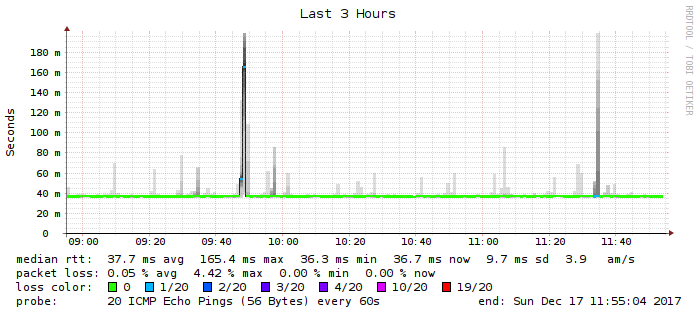 Last 3 Hours
RRDTOOL / TOBI OETIKER
Seconds
180 m
160 m
140 m
120 m
100 m
80 m
60 m
40 m
20 m
0
09:00 09:20 09:40 10:00 10:20 10:40 11:00 11:20 11:40
median rtt: 37.7 ms avg 165.4 ms max 36.3 ms min 36.7 ms now 9.7 ms sd 3.9 am/s
packet loss: 0.05 % avg 4.42 % max 0.00 % min 0.00 % now
loss color: 0 1/20 2/20 3/20 4/20 10/20 19/20
probe: 20 ICMP Echo Pings (56 Bytes) every 60s end: Sun Dec 17 11:55:04 2017